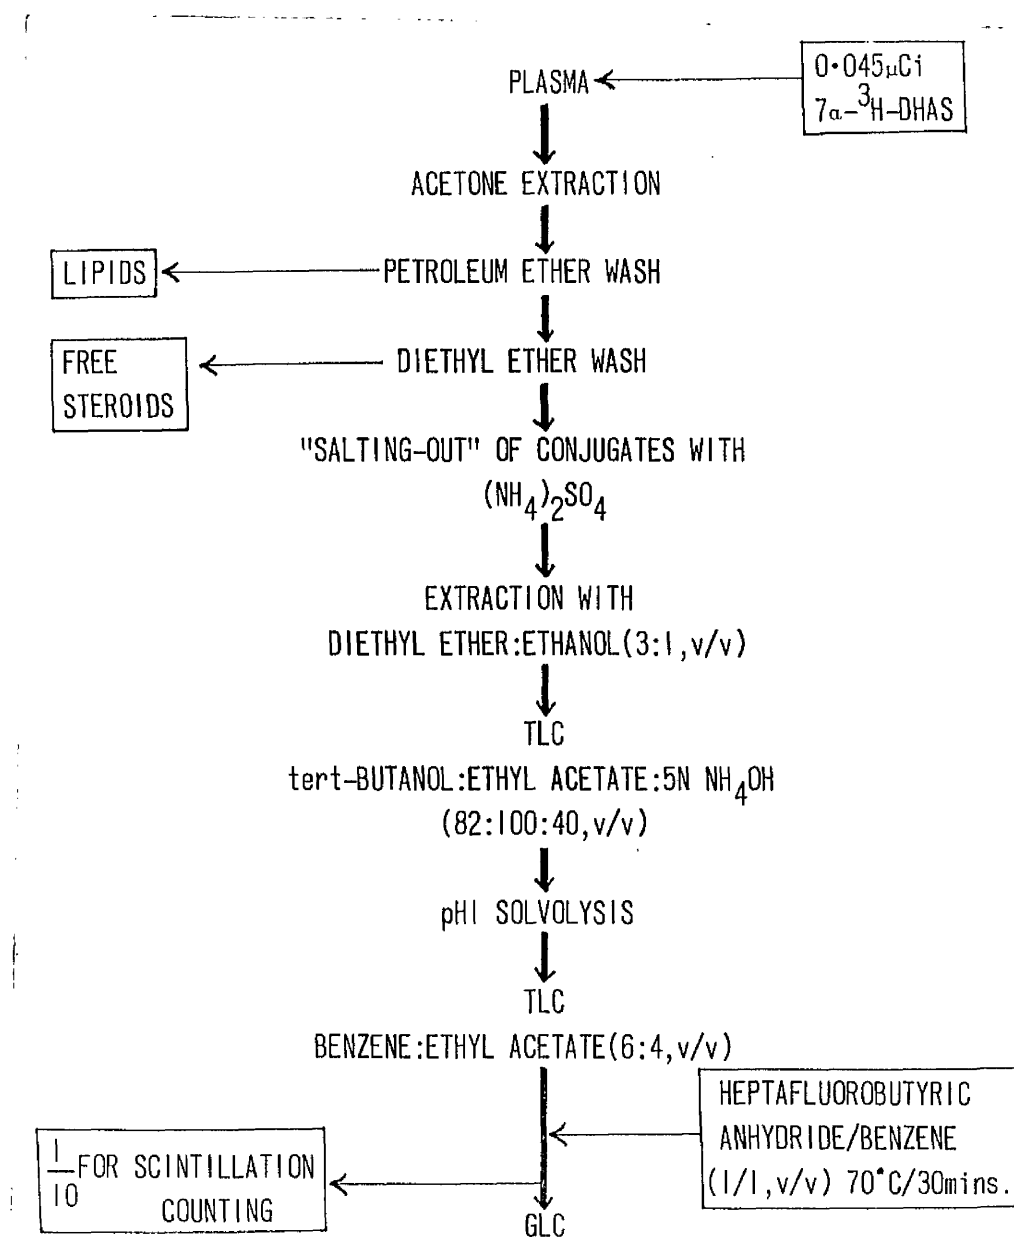 0·045μCi
7α-³H-DHAS
PLASMA
ACETONE EXTRACTION
LIPIDS
PETROLEUM ETHER WASH
FREE
STEROIDS
DIETHYL ETHER WASH
"SALTING-OUT" OF CONJUGATES WITH
(NH₄)₂SO₄
EXTRACTION WITH
DIETHYL ETHER:ETHANOL(3:1,v/v)
TLC
tert-BUTANOL:ETHYL ACETATE:5N NH₄OH
(82:100:40,v/v)
pH1 SOLVOLYSIS
TLC
BENZENE:ETHYL ACETATE(6:4,v/v)
HEPTAFLUOROBUTYRIC
ANHYDRIDE/BENZENE
(1/1,v/v) 70°C/30mins.
1/10 FOR SCINTILLATION
COUNTING
GLC